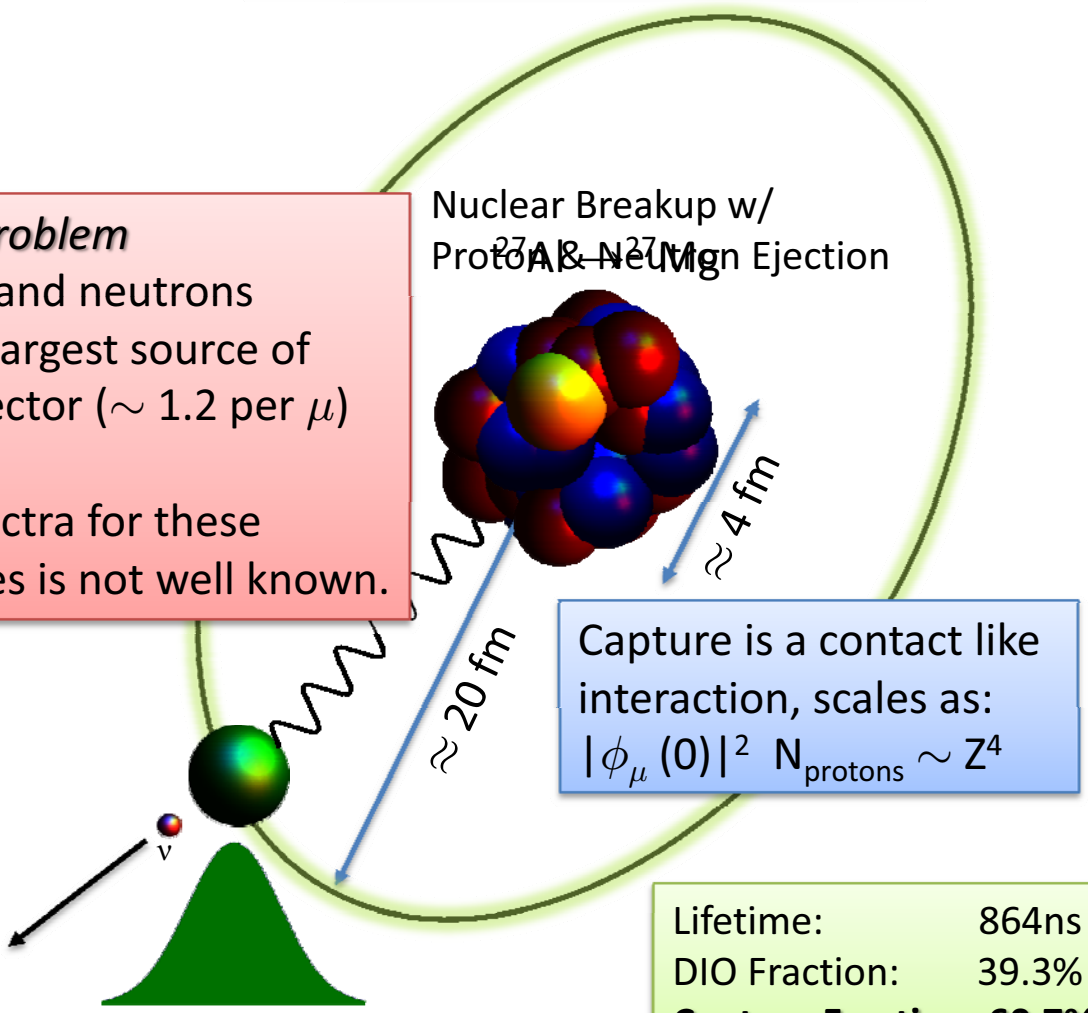 Nuclear Breakup w/
Proton & Neutron Ejection
²⁷Al → ²⁷Mg
roblem
and neutrons
argest source of
ector (∼ 1.2 per μ)
ctra for these
es is not well known.
≈ 4 fm
≈ 20 fm
Capture is a contact like
interaction, scales as:
|ϕμ (0)|² Nprotons ∼ Z⁴
ν
Lifetime: 864ns
DIO Fraction: 39.3%